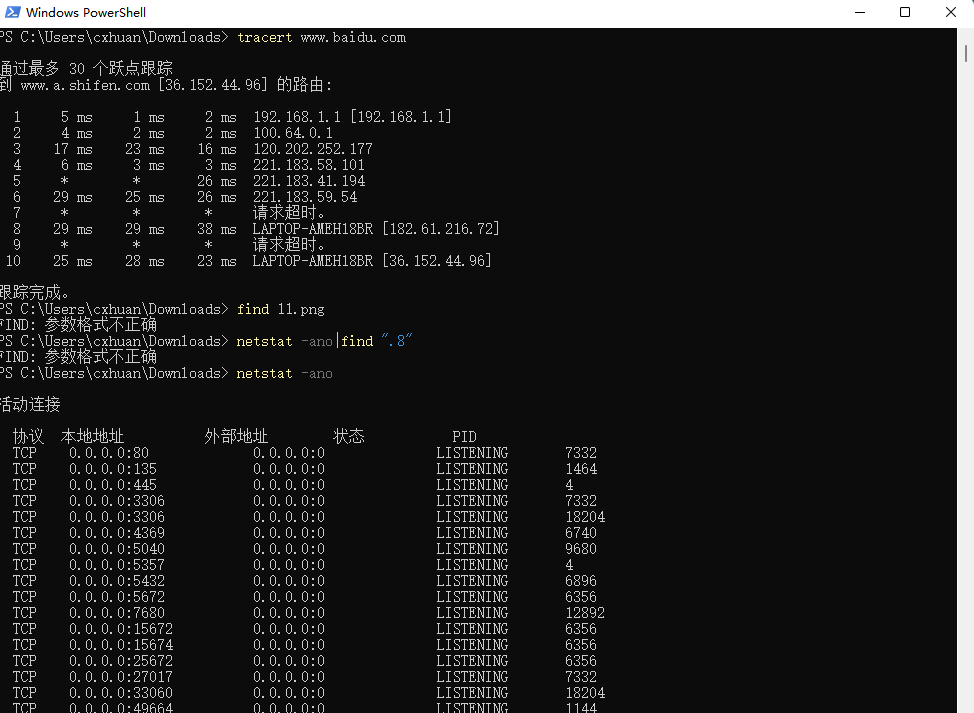 Windows PowerShell
PS C:\Users\cxhuan\Downloads> tracert www.baidu.com
通过最多 30 个跃点跟踪
到 www.a.shifen.com [36.152.44.96] 的路由:
1 5 ms 1 ms 2 ms 192.168.1.1 [192.168.1.1]
2 4 ms 2 ms 2 ms 100.64.0.1
3 17 ms 23 ms 16 ms 120.202.252.177
4 6 ms 3 ms 3 ms 221.183.58.101
5 * * 26 ms 221.183.41.194
6 29 ms 25 ms 26 ms 221.183.59.54
7 * * * 请求超时。
8 29 ms 29 ms 38 ms LAPTOP-AMEH18BR [182.61.216.72]
9 * * * 请求超时。
10 25 ms 28 ms 23 ms LAPTOP-AMEH18BR [36.152.44.96]
跟踪完成。
PS C:\Users\cxhuan\Downloads> find 11.png
FIND: 参数格式不正确
PS C:\Users\cxhuan\Downloads> netstat -ano|find ".8"
FIND: 参数格式不正确
PS C:\Users\cxhuan\Downloads> netstat -ano
活动连接
协议 本地地址 外部地址 状态 PID
TCP 0.0.0.0:80 0.0.0.0:0 LISTENING 7332
TCP 0.0.0.0:135 0.0.0.0:0 LISTENING 1464
TCP 0.0.0.0:445 0.0.0.0:0 LISTENING 4
TCP 0.0.0.0:3306 0.0.0.0:0 LISTENING 7332
TCP 0.0.0.0:3306 0.0.0.0:0 LISTENING 18204
TCP 0.0.0.0:4369 0.0.0.0:0 LISTENING 6740
TCP 0.0.0.0:5040 0.0.0.0:0 LISTENING 9680
TCP 0.0.0.0:5357 0.0.0.0:0 LISTENING 4
TCP 0.0.0.0:5432 0.0.0.0:0 LISTENING 6896
TCP 0.0.0.0:5672 0.0.0.0:0 LISTENING 6356
TCP 0.0.0.0:7680 0.0.0.0:0 LISTENING 12892
TCP 0.0.0.0:15672 0.0.0.0:0 LISTENING 6356
TCP 0.0.0.0:15674 0.0.0.0:0 LISTENING 6356
TCP 0.0.0.0:25672 0.0.0.0:0 LISTENING 6356
TCP 0.0.0.0:27017 0.0.0.0:0 LISTENING 7332
TCP 0.0.0.0:33060 0.0.0.0:0 LISTENING 18204
TCP 0.0.0.0:49664 0.0.0.0:0 LISTENING 1144